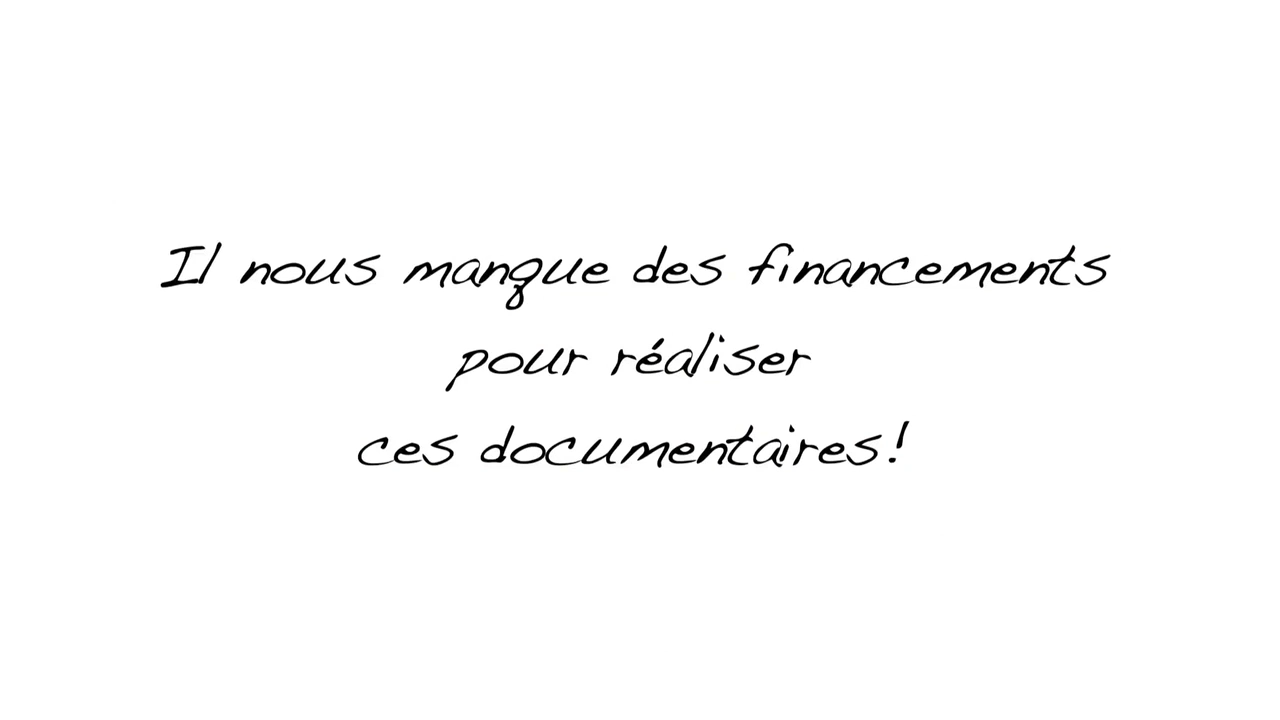 Il nous manque des financements
pour réaliser
ces documentaires!